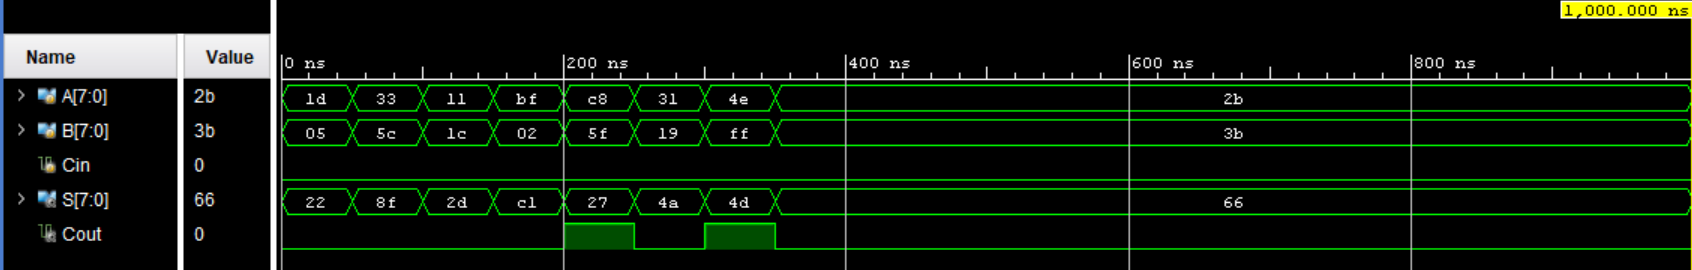 1,000.000 ns
Name Value
0 ns 200 ns 400 ns 600 ns 800 ns
A[7:0] 2b 1d 33 11 bf c8 31 4e 2b
B[7:0] 3b 05 5c 1c 02 5f 19 ff 3b
Cin 0
S[7:0] 66 22 8f 2d c1 27 4a 4d 66
Cout 0